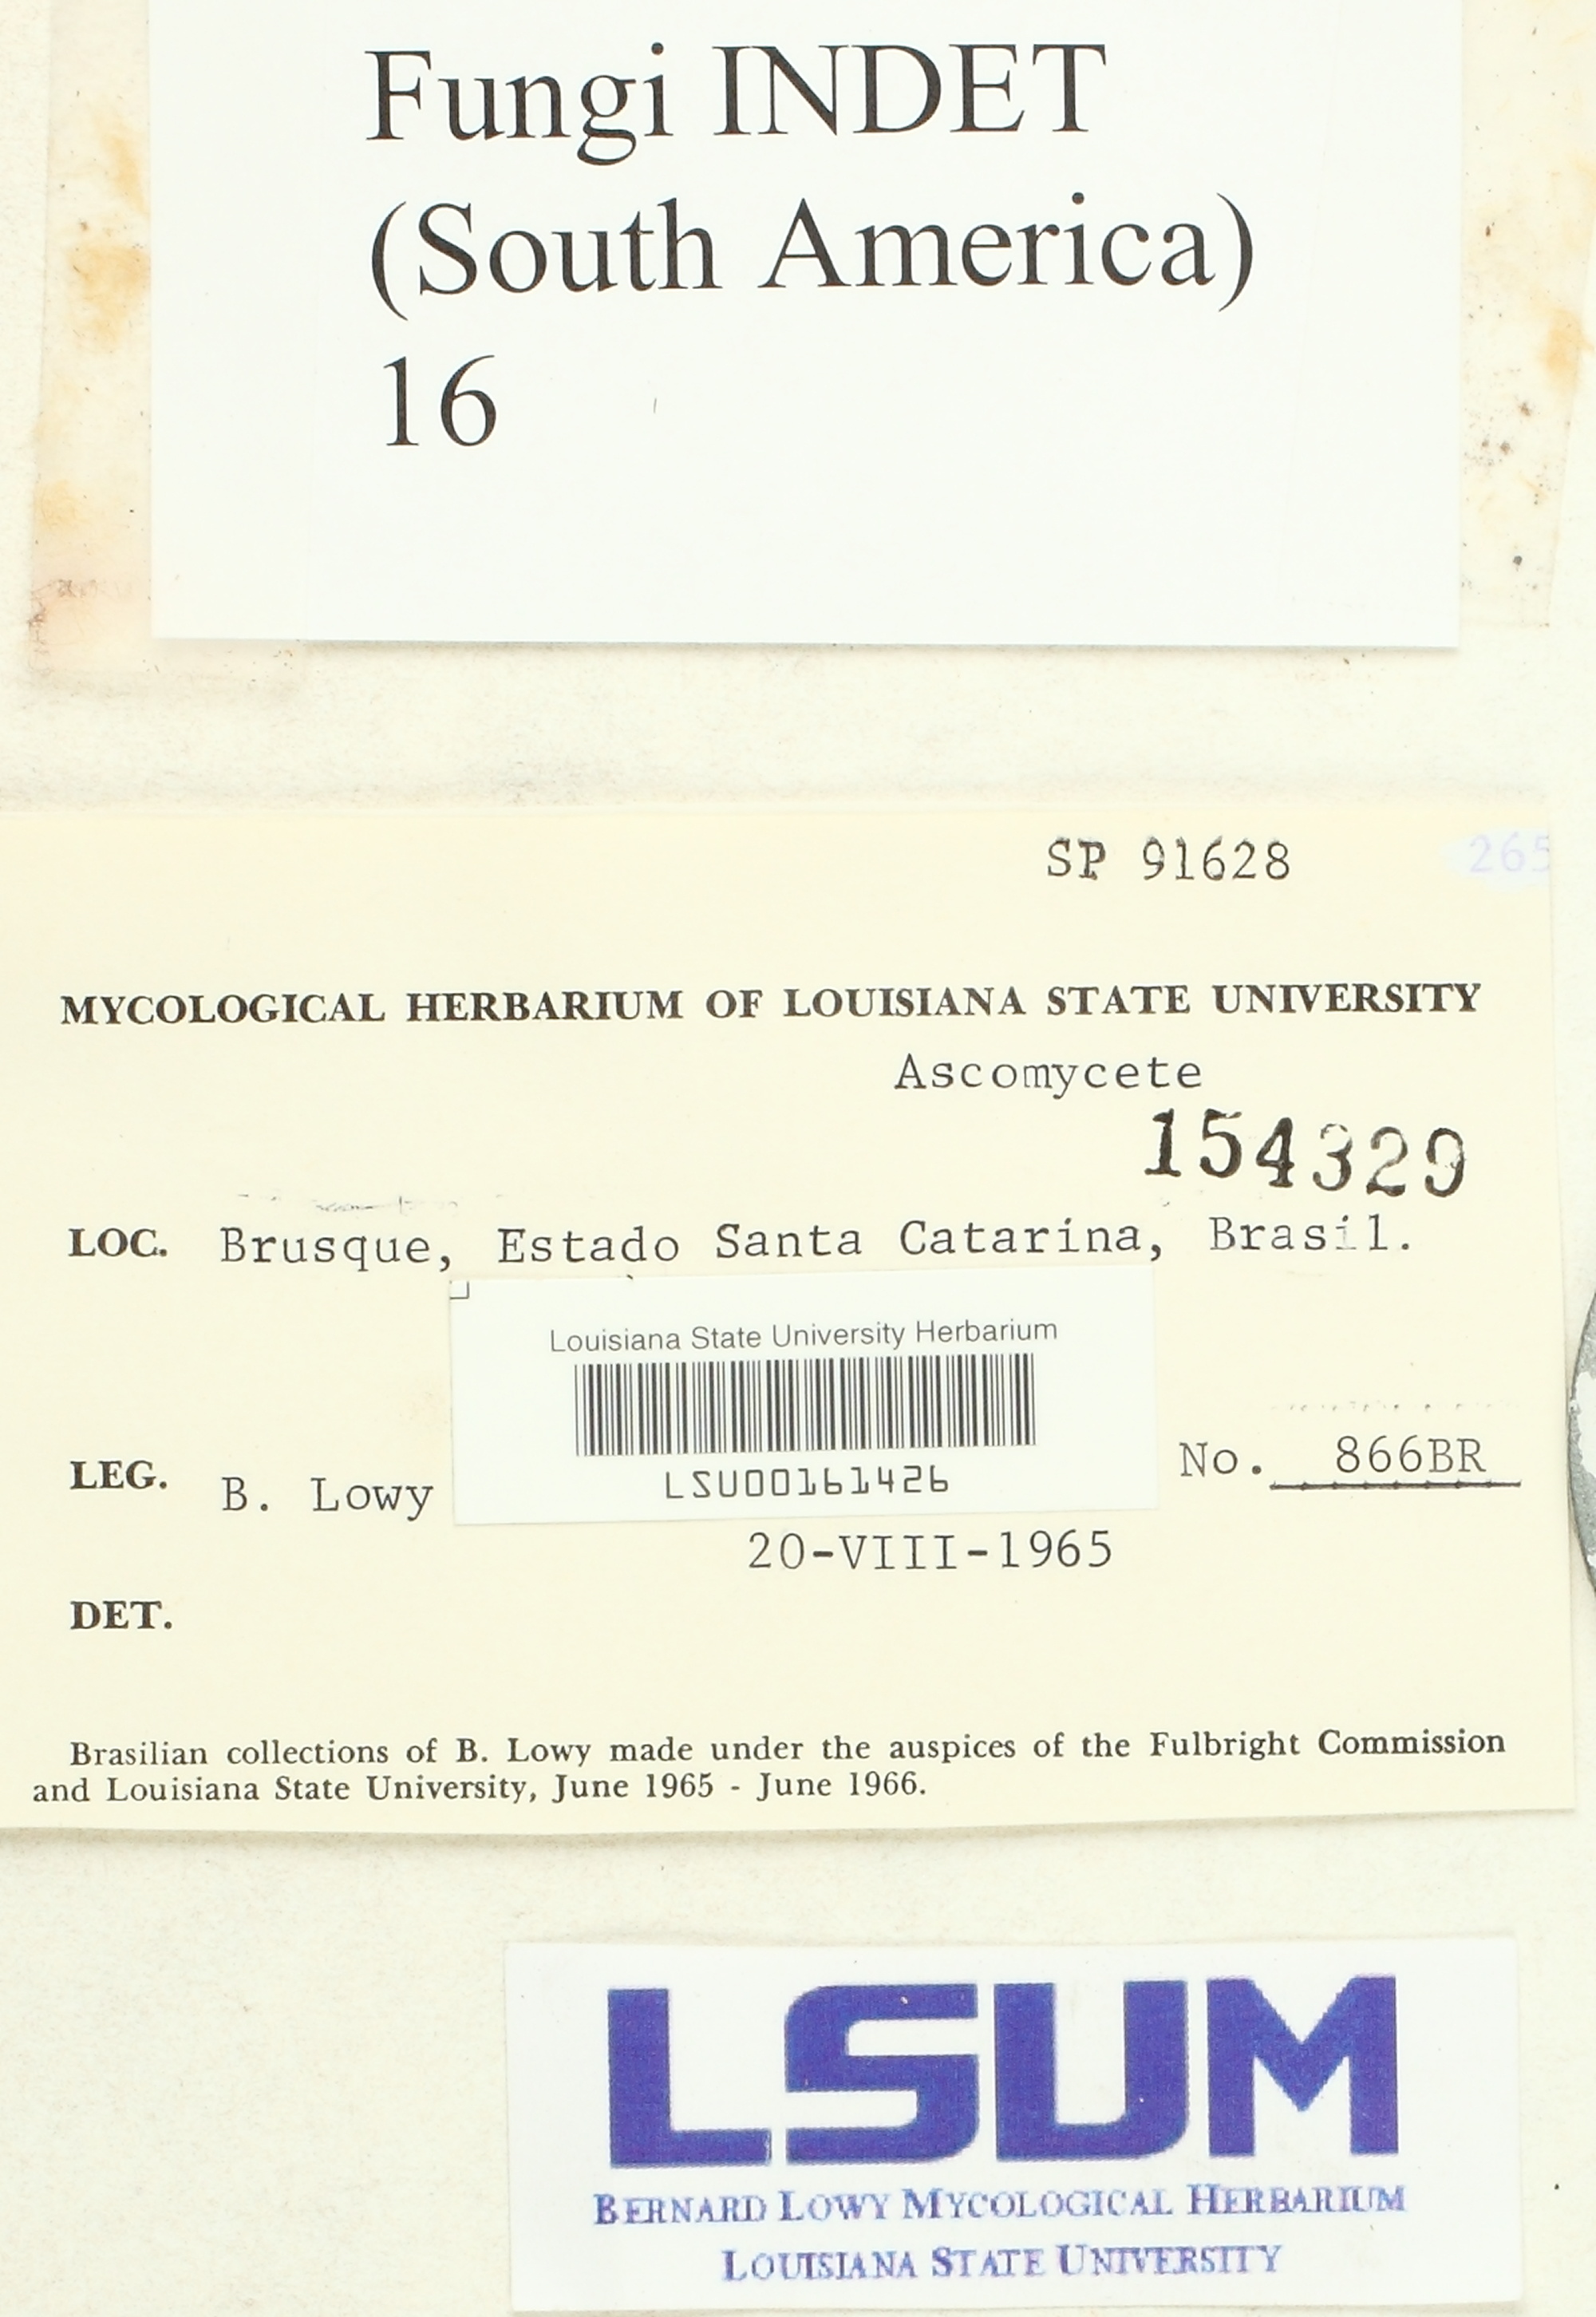 Fungi INDET
(South America)
16
SP 91628
265
MYCOLOGICAL HERBARIUM OF LOUISIANA STATE UNIVERSITY
Ascomycete
154329
LOC. Brusque, Estado Santa Catarina, Brasil.
Louisiana State University Herbarium
LSU00161426
LEG. B. Lowy
No. 866BR
20-VIII-1965
DET.
Brasilian collections of B. Lowy made under the auspices of the Fulbright Commission
and Louisiana State University, June 1965 - June 1966.
LSUM
BERNARD LOWY MYCOLOGICAL HERBARIUM
LOUISIANA STATE UNIVERSITY